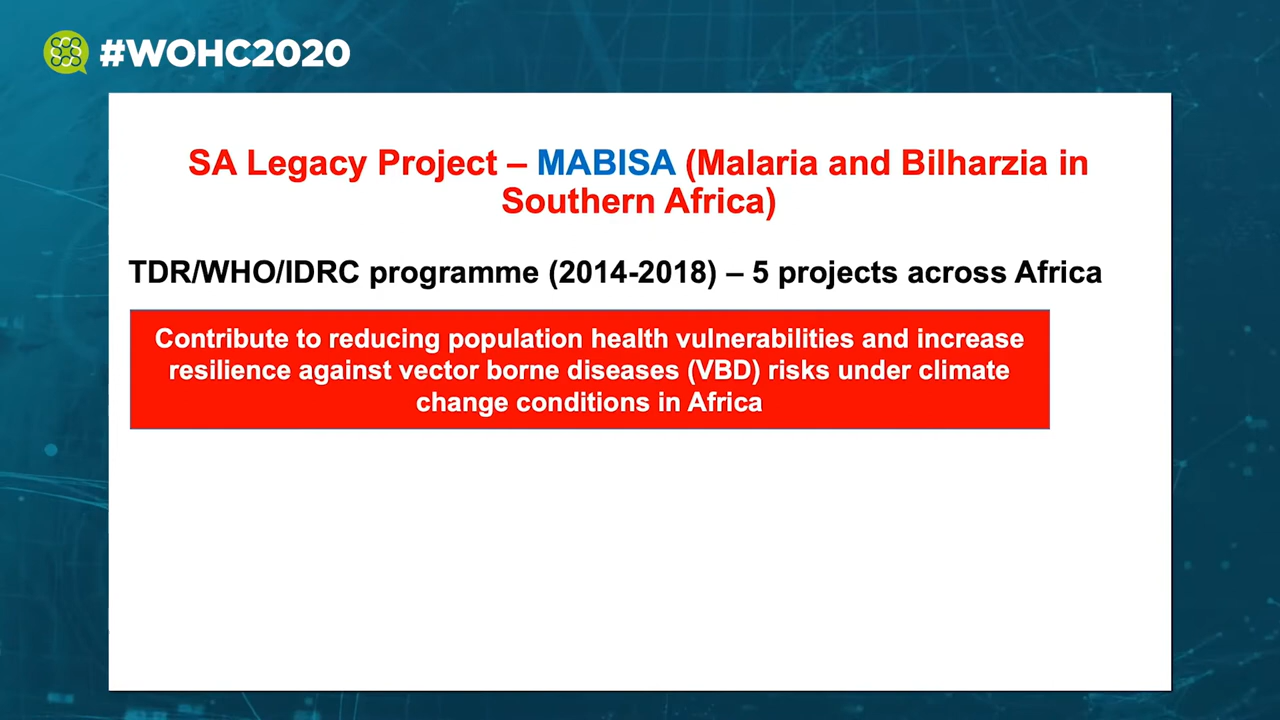 #WOHC2020
SA Legacy Project – MABISA (Malaria and Bilharzia in
Southern Africa)
TDR/WHO/IDRC programme (2014-2018) – 5 projects across Africa
Contribute to reducing population health vulnerabilities and increase
resilience against vector borne diseases (VBD) risks under climate
change conditions in Africa